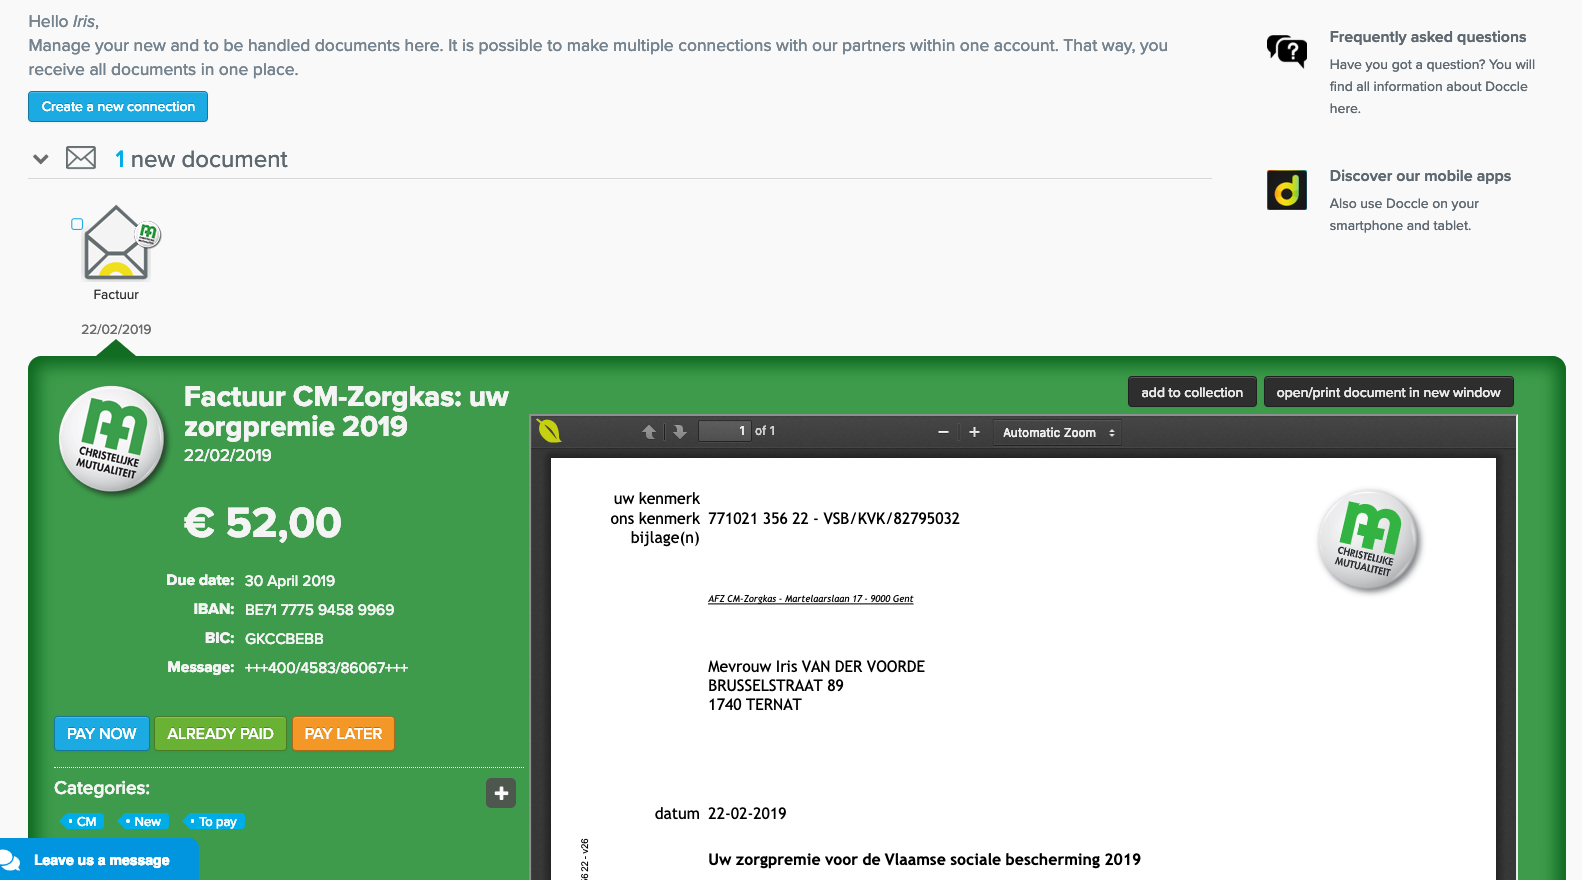 Hello Iris,
Manage your new and to be handled documents here. It is possible to make multiple connections with our partners within one account. That way, you
receive all documents in one place.
Create a new connection
1 new document
Factuur
22/02/2019
Frequently asked questions
Have you got a question? You will
find all information about Doccle
here.
Discover our mobile apps
Also use Doccle on your
smartphone and tablet.
CHRISTELIJKE
MUTUALITEIT
Factuur CM-Zorgkas: uw
zorgpremie 2019
22/02/2019
€ 52,00
Due date: 30 April 2019
IBAN: BE71 7775 9458 9969
BIC: GKCCBEBB
Message: +++400/4583/86067+++
PAY NOW
ALREADY PAID
PAY LATER
Categories:
CM
New
To pay
Leave us a message
add to collection
open/print document in new window
1 of 1
Automatic Zoom
uw kenmerk
ons kenmerk 771021 356 22 - VSB/KVK/82795032
bijlage(n)
CHRISTELIJKE
MUTUALITEIT
AFZ CM-Zorgkas - Martelaarslaan 17 - 9000 Gent
Mevrouw Iris VAN DER VOORDE
BRUSSELSTRAAT 89
1740 TERNAT
datum 22-02-2019
Uw zorgpremie voor de Vlaamse sociale bescherming 2019
22 - v26